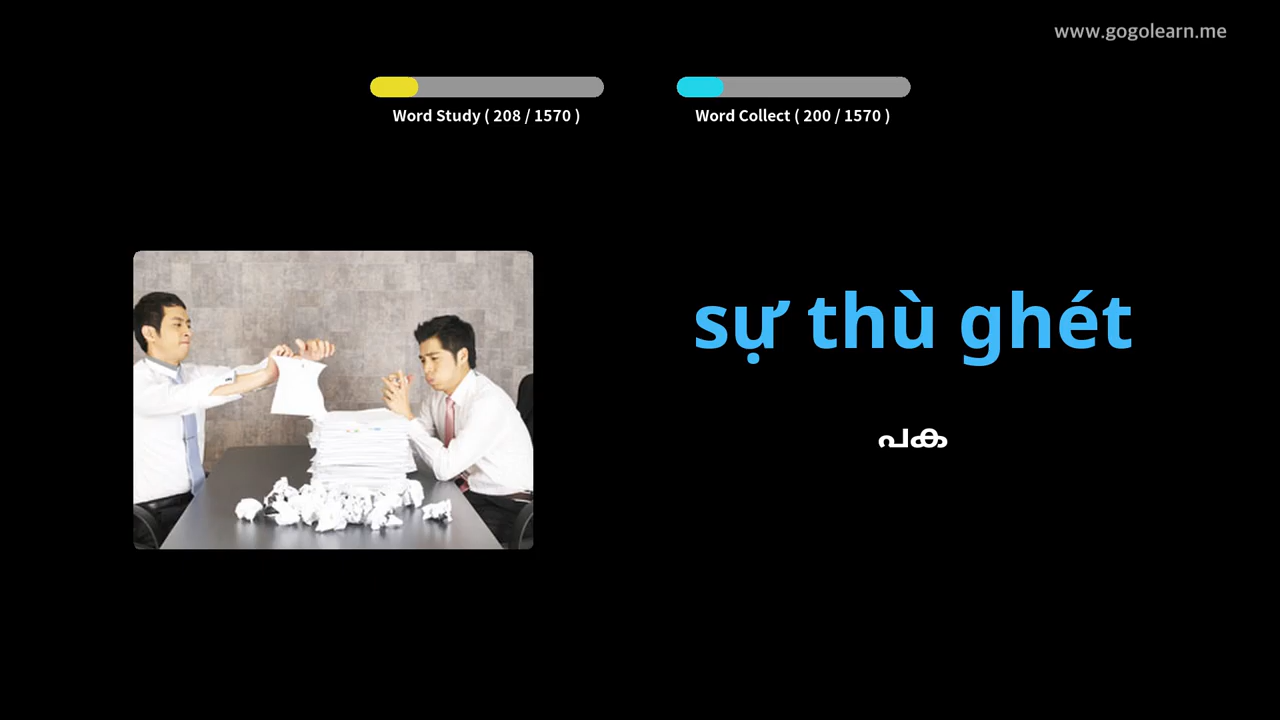 www.gogolearn.me
Word Study ( 208 / 1570 )
Word Collect ( 200 / 1570 )
sự thù ghét
പക